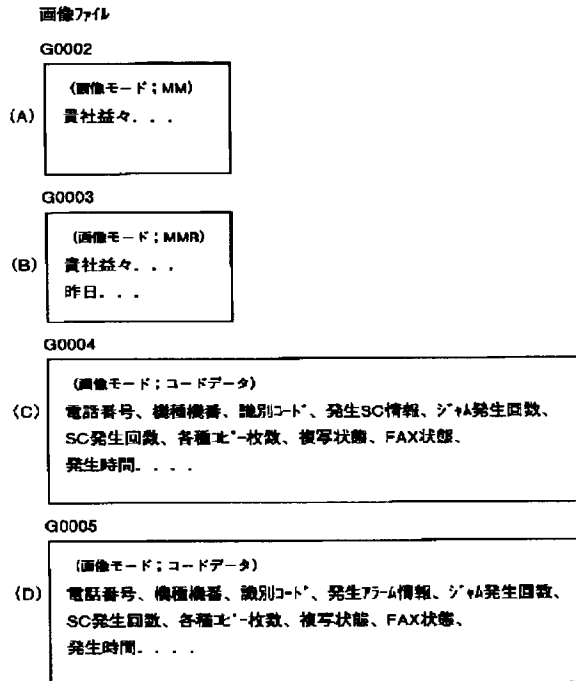 画像ファイル
G0002
(画像モード；MM)
(A) 貴社益々．．．
G0003
(画像モード；MMR)
(B) 貴社益々．．．
昨日．．．
G0004
(画像モード；コードデータ)
(C) 電話番号、機種機番、識別コード、発生SC情報、ジャム発生回数、
SC発生回数、各種コピー枚数、複写状態、FAX状態、
発生時間．．．．
G0005
(画像モード；コードデータ)
(D) 電話番号、機種機番、識別コード、発生アラーム情報、ジャム発生回数、
SC発生回数、各種コピー枚数、複写状態、FAX状態、
発生時間．．．．